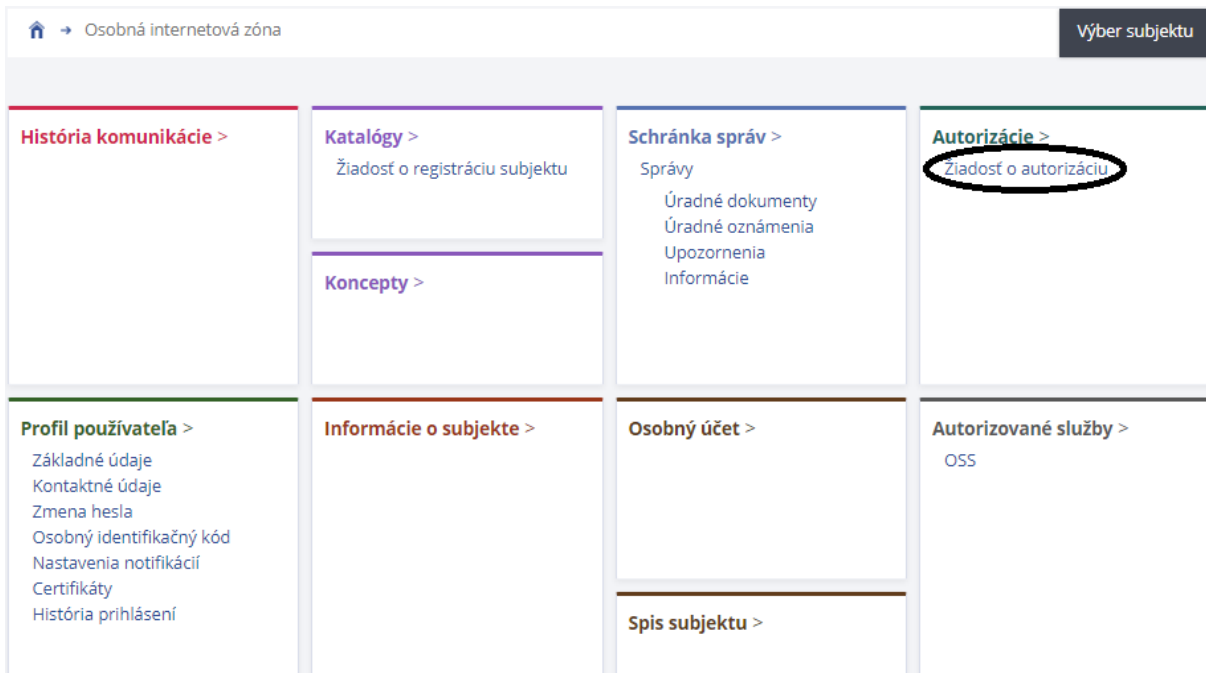 Osobná internetová zóna
Výber subjektu
História komunikácie >
Katalógy >
Žiadosť o registráciu subjektu
Koncepty >
Schránka správ >
Správy
Úradné dokumenty
Úradné oznámenia
Upozornenia
Informácie
Autorizácie >
Žiadosť o autorizáciu
Profil používateľa >
Základné údaje
Kontaktné údaje
Zmena hesla
Osobný identifikačný kód
Nastavenia notifikácií
Certifikáty
História prihlásení
Informácie o subjekte >
Osobný účet >
Spis subjektu >
Autorizované služby >
OSS